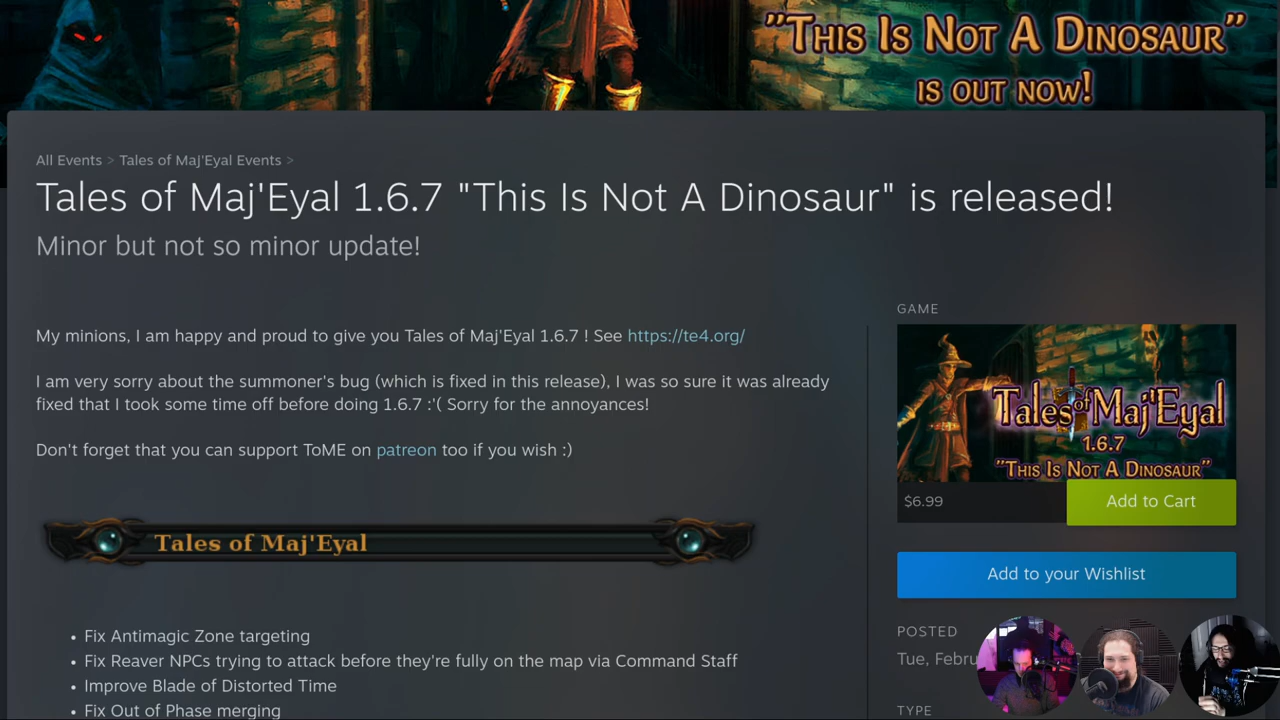 "This Is Not A Dinosaur"
is out now!
All Events > Tales of Maj'Eyal Events >
Tales of Maj'Eyal 1.6.7 "This Is Not A Dinosaur" is released!
Minor but not so minor update!
My minions, I am happy and proud to give you Tales of Maj'Eyal 1.6.7 ! See https://te4.org/
I am very sorry about the summoner's bug (which is fixed in this release), I was so sure it was already
fixed that I took some time off before doing 1.6.7 :'( Sorry for the annoyances!
Don't forget that you can support ToME on patreon too if you wish :)
Tales of Maj'Eyal
• Fix Antimagic Zone targeting
• Fix Reaver NPCs trying to attack before they're fully on the map via Command Staff
• Improve Blade of Distorted Time
• Fix Out of Phase merging
GAME
Tales of Maj'Eyal
1.6.7
"This Is Not A Dinosaur"
$6.99
Add to Cart
Add to your Wishlist
POSTED
Tue,
TYPE